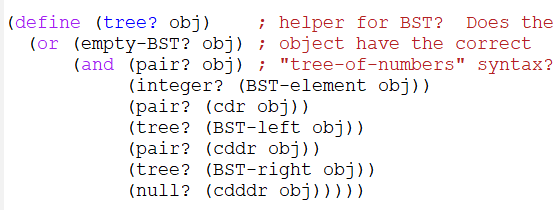 (define (tree? obj)    ; helper for BST?  Does the
  (or (empty-BST? obj) ; object have the correct
      (and (pair? obj) ; "tree-of-numbers" syntax?
           (integer? (BST-element obj))
           (pair? (cdr obj))
           (tree? (BST-left obj))
           (pair? (cddr obj))
           (tree? (BST-right obj))
           (null? (cdddr obj)))))